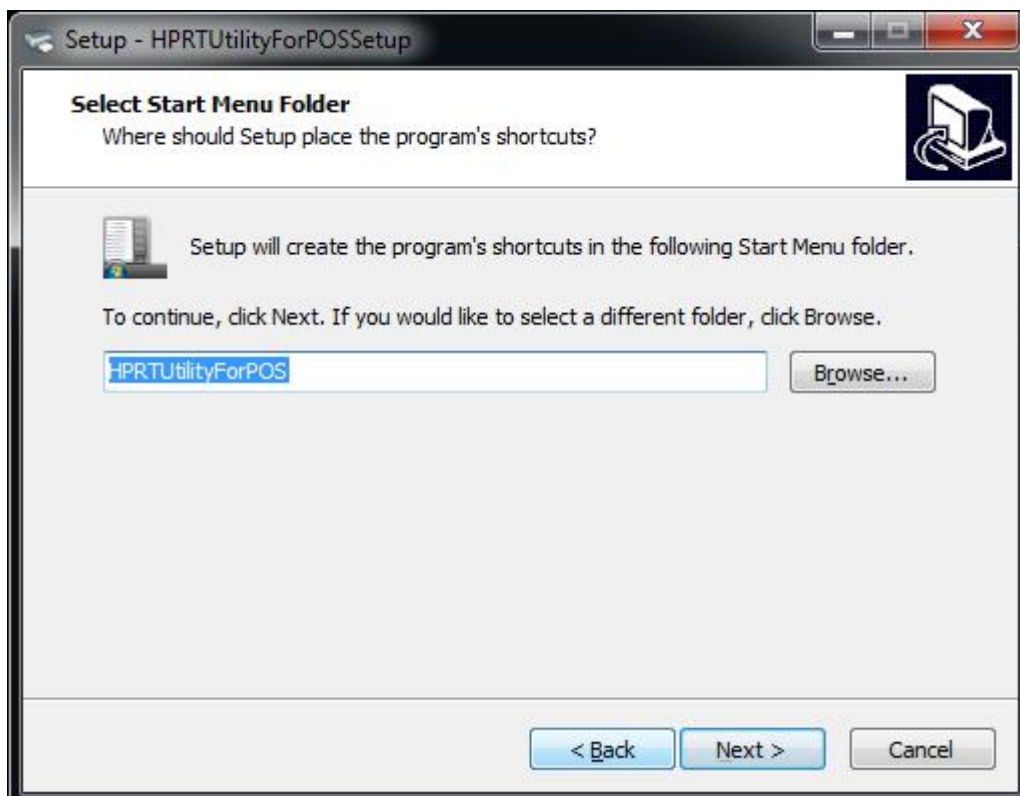 Setup - HPRTUtilityForPOSSetup
Select Start Menu Folder
Where should Setup place the program's shortcuts?
Setup will create the program's shortcuts in the following Start Menu folder.
To continue, click Next. If you would like to select a different folder, click Browse.
HPRTUtilityForPOS
Browse...
< Back
Next >
Cancel